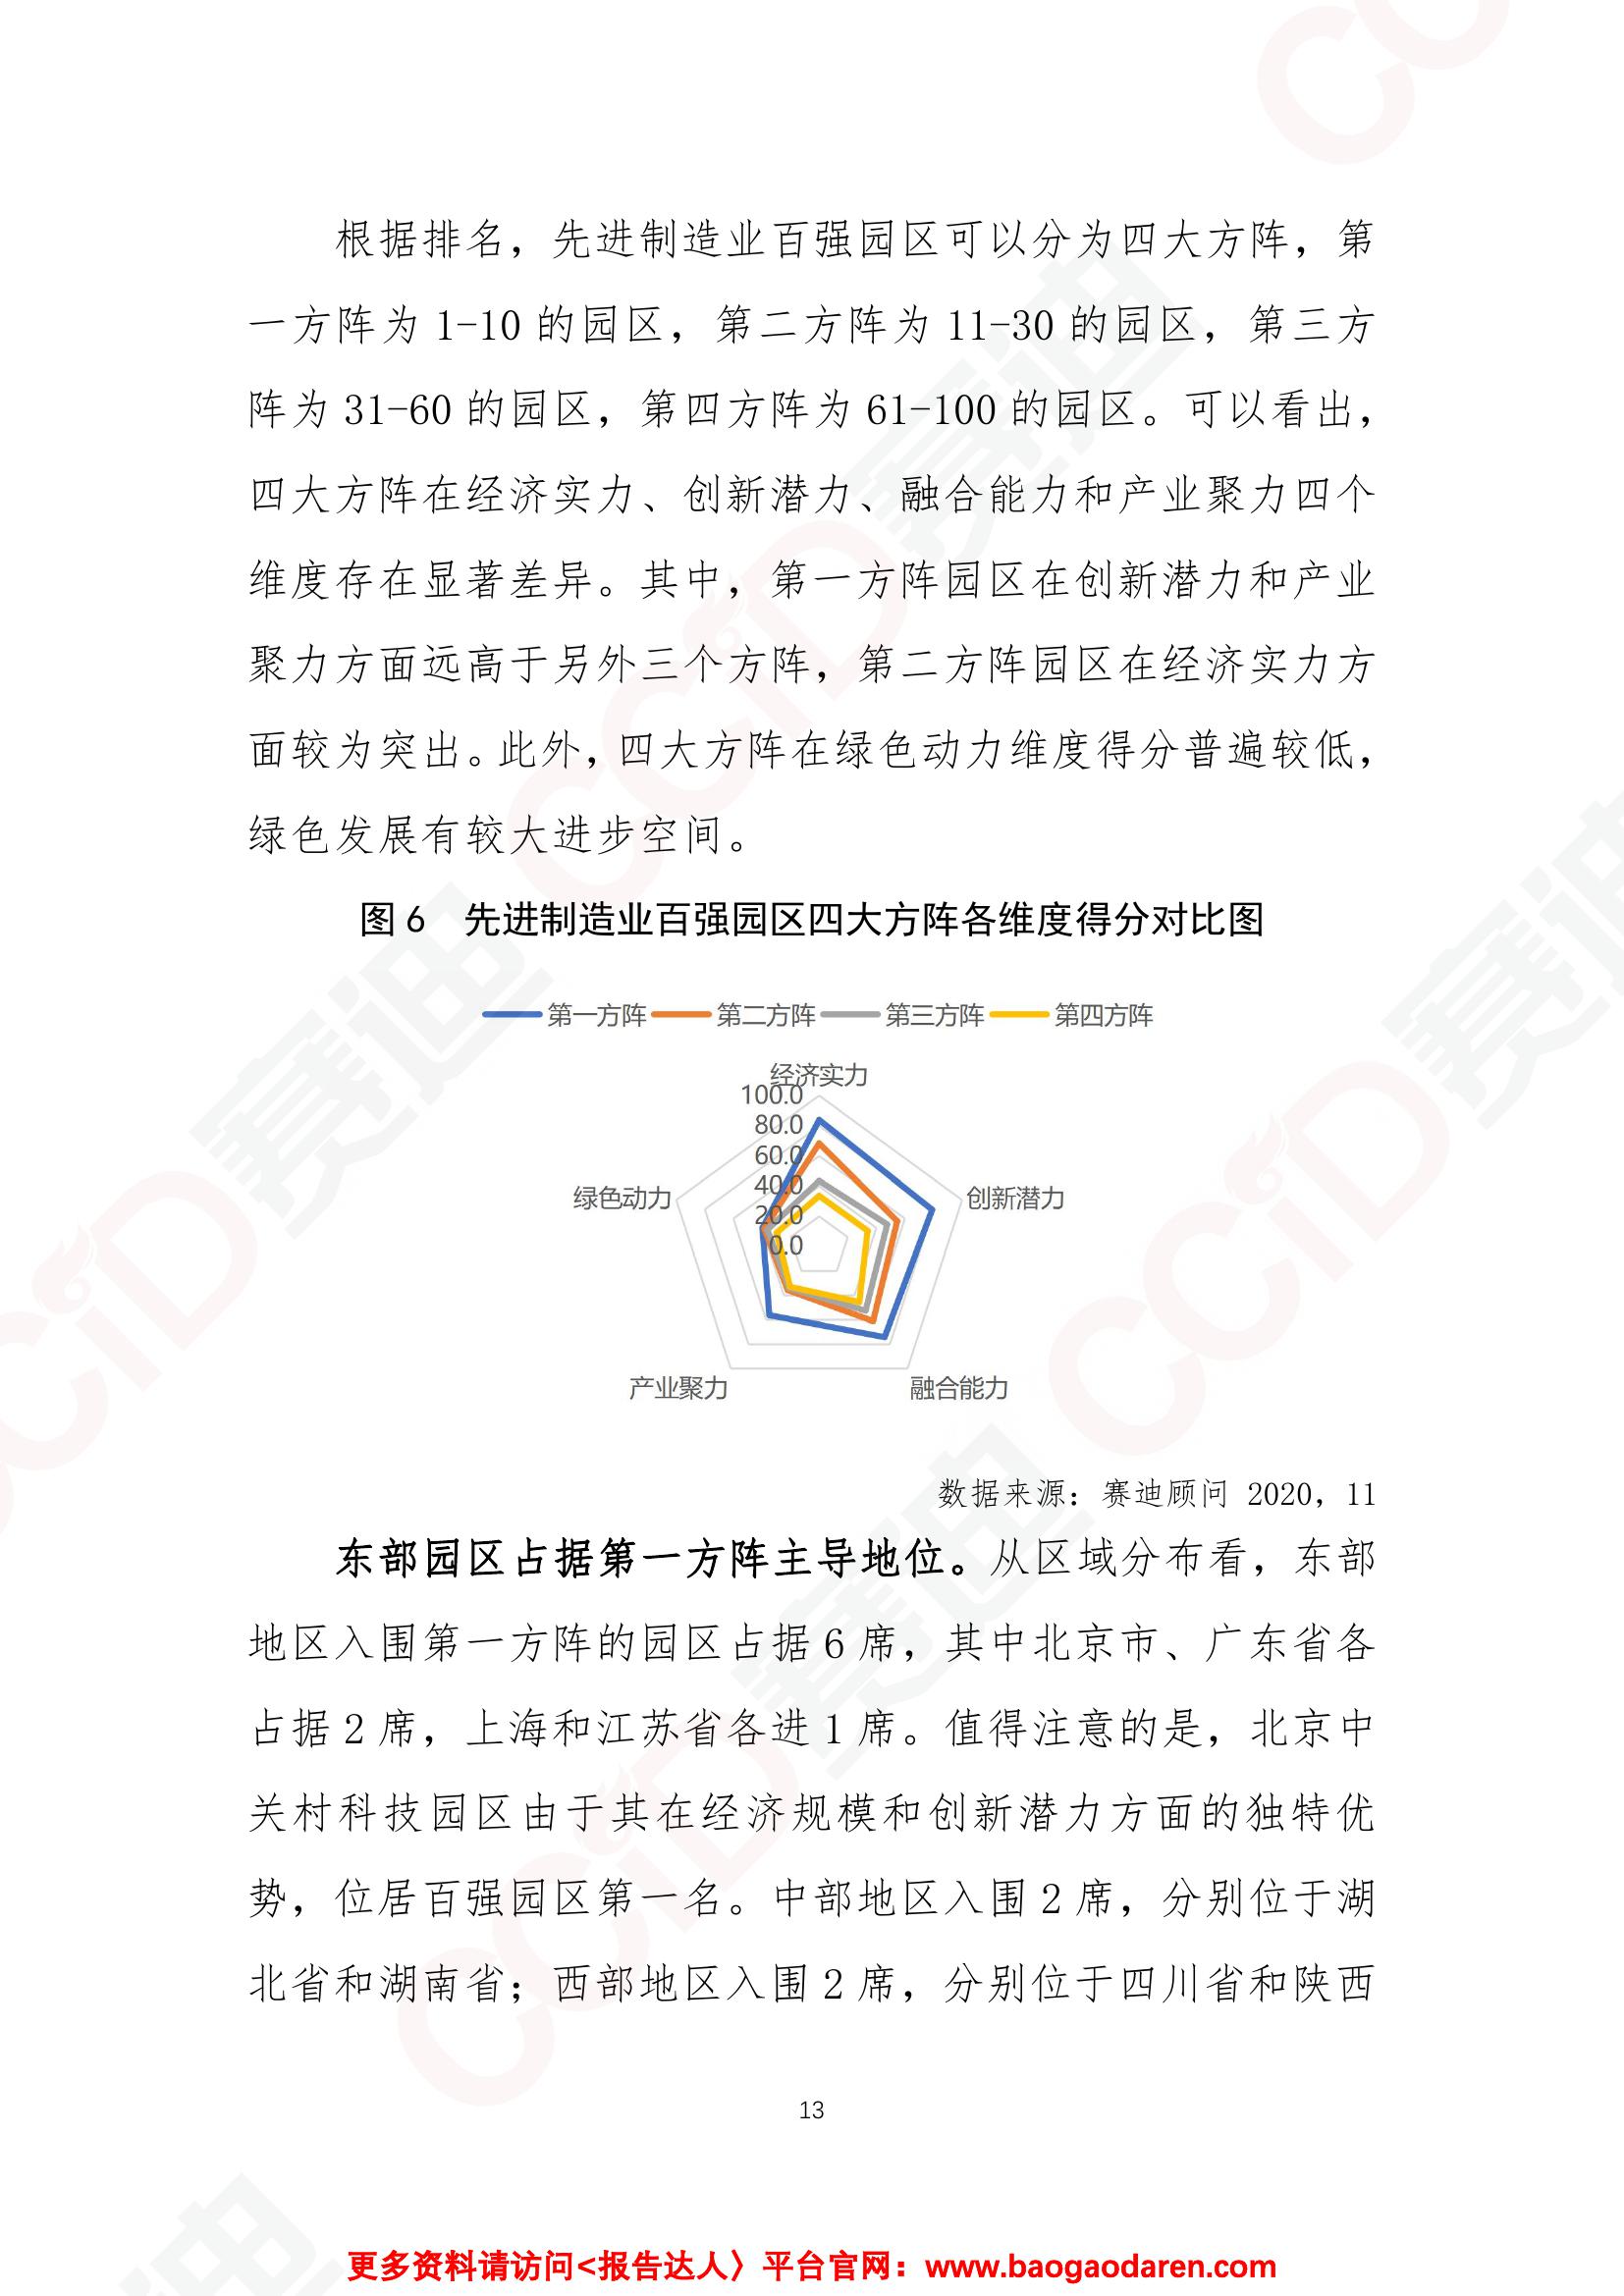 根据排名，先进制造业百强园区可以分为四大方阵，第
一方阵为 1-10 的园区，第二方阵为 11-30 的园区，第三方
阵为 31-60 的园区，第四方阵为 61-100 的园区。可以看出，
四大方阵在经济实力、创新潜力、融合能力和产业聚力四个
维度存在显著差异。其中，第一方阵园区在创新潜力和产业
聚力方面远高于另外三个方阵，第二方阵园区在经济实力方
面较为突出。此外，四大方阵在绿色动力维度得分普遍较低，
绿色发展有较大进步空间。
图 6 先进制造业百强园区四大方阵各维度得分对比图
第一方阵 第二方阵 第三方阵 第四方阵
经济实力
100.0
80.0
60.0
40.0
绿色动力 创新潜力
20.0
0.0
产业聚力 融合能力
数据来源：赛迪顾问 2020，11
东部园区占据第一方阵主导地位。从区域分布看，东部
地区入围第一方阵的园区占据 6 席，其中北京市、广东省各
占据 2 席，上海和江苏省各进 1 席。值得注意的是，北京中
关村科技园区由于其在经济规模和创新潜力方面的独特优
势，位居百强园区第一名。中部地区入围 2 席，分别位于湖
北省和湖南省；西部地区入围 2 席，分别位于四川省和陕西
13
更多资料请访问<报告达人〉平台官网：www.baogaodaren.com
CCiD赛迪